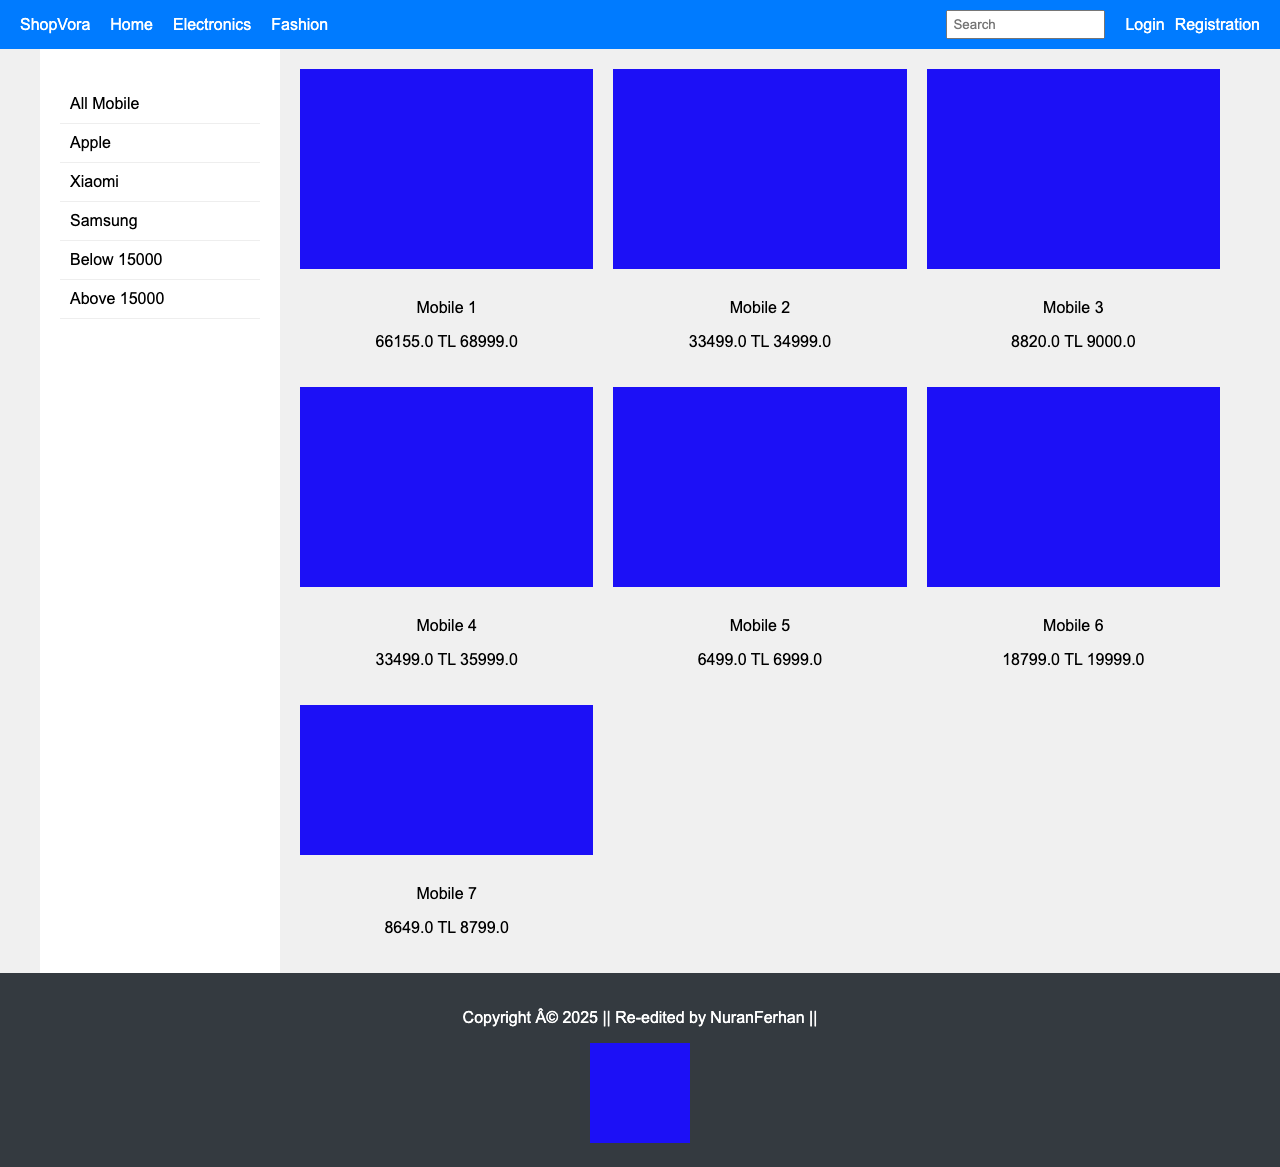 ShopVora Home Electronics Fashion Search Login Registration
All Mobile
Apple
Xiaomi
Samsung
Below 15000
Above 15000
Mobile 1
66155.0 TL 68999.0
Mobile 2
33499.0 TL 34999.0
Mobile 3
8820.0 TL 9000.0
Mobile 4
33499.0 TL 35999.0
Mobile 5
6499.0 TL 6999.0
Mobile 6
18799.0 TL 19999.0
Mobile 7
8649.0 TL 8799.0
Copyright Â© 2025 || Re-edited by NuranFerhan ||